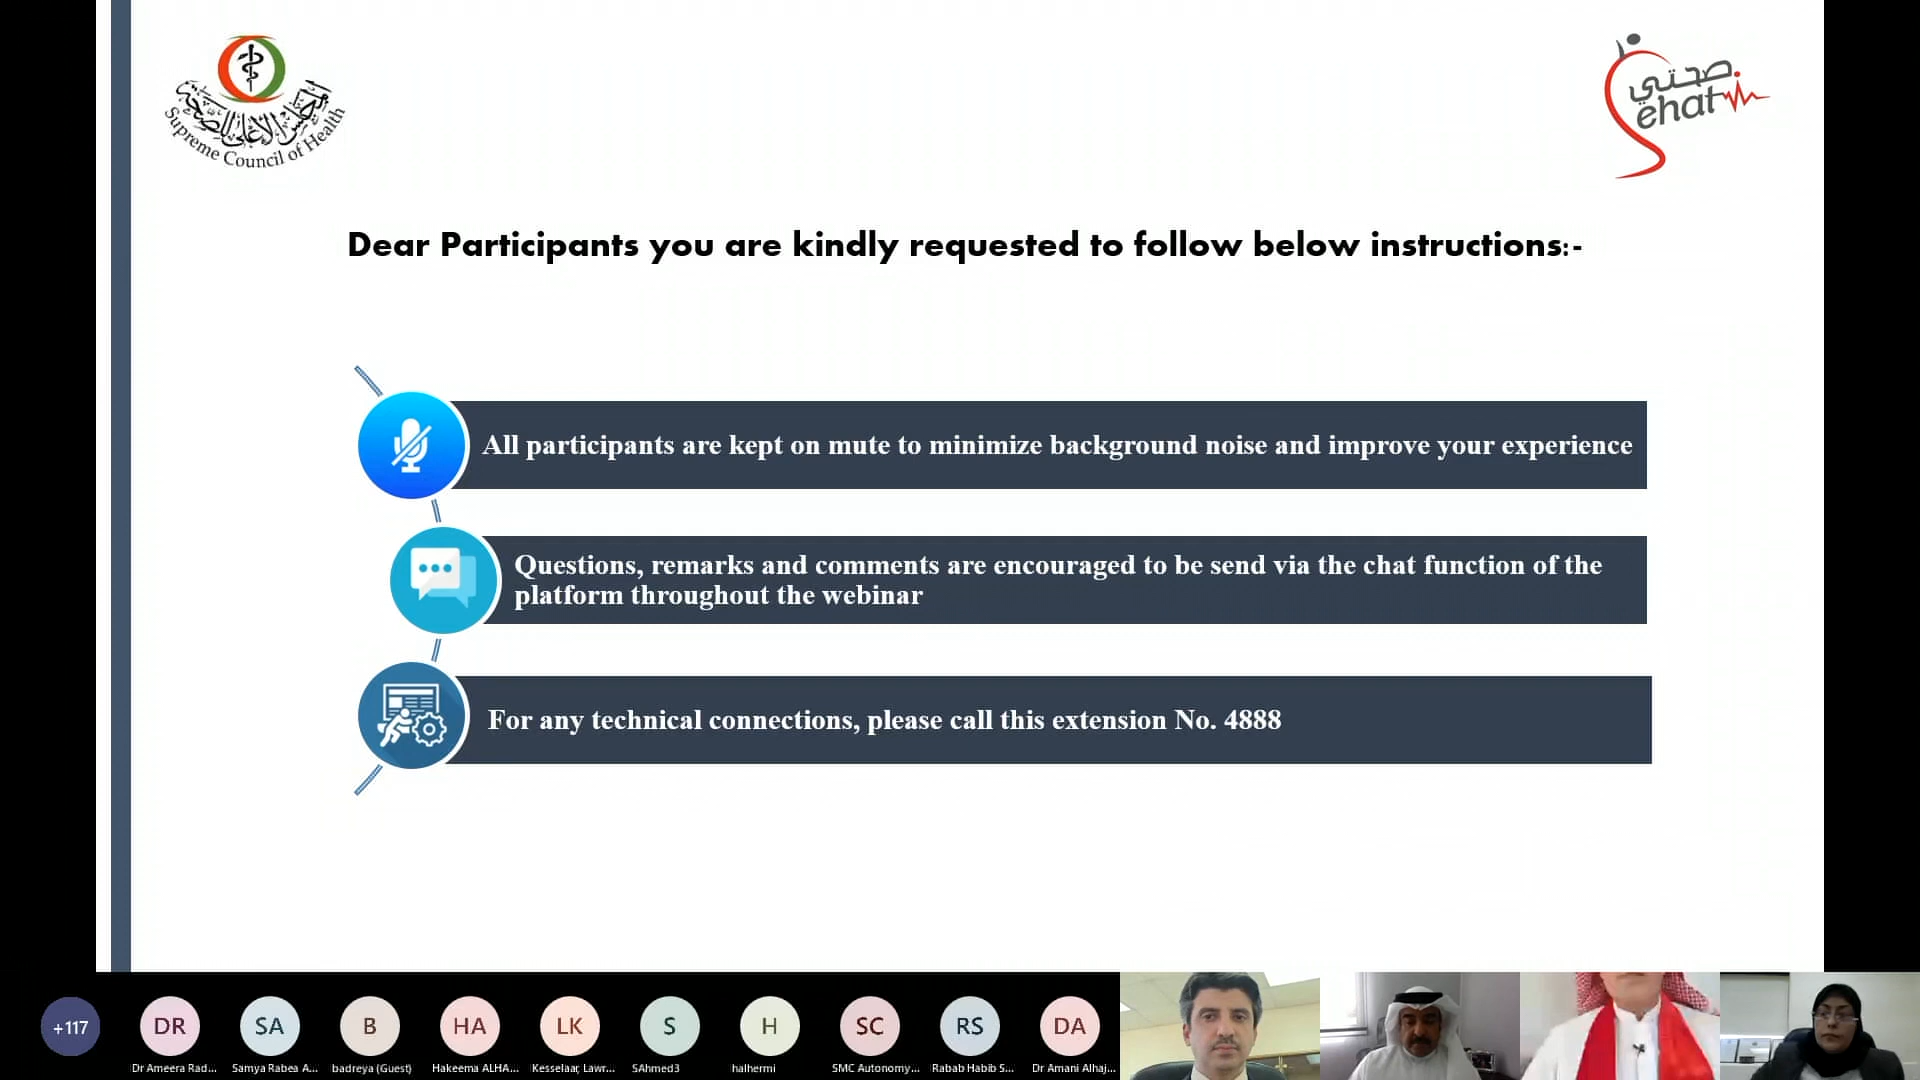 المجلس الأعلى للصحة
Supreme Council of Health
صحتي
Sehati
Dear Participants you are kindly requested to follow below instructions:-
All participants are kept on mute to minimize background noise and improve your experience
Questions, remarks and comments are encouraged to be send via the chat function of the
platform throughout the webinar
For any technical connections, please call this extension No. 4888
+117
DR
SA
B
HA
LK
S
H
SC
RS
DA
Dr Ameera Rad...
Samya Rabea A...
badreya (Guest)
Hakeema ALHA...
Kesselaar, Lawr...
SAhmed3
halhermi
SMC Autonomy...
Rabab Habib S...
Dr Amani Alhaj...